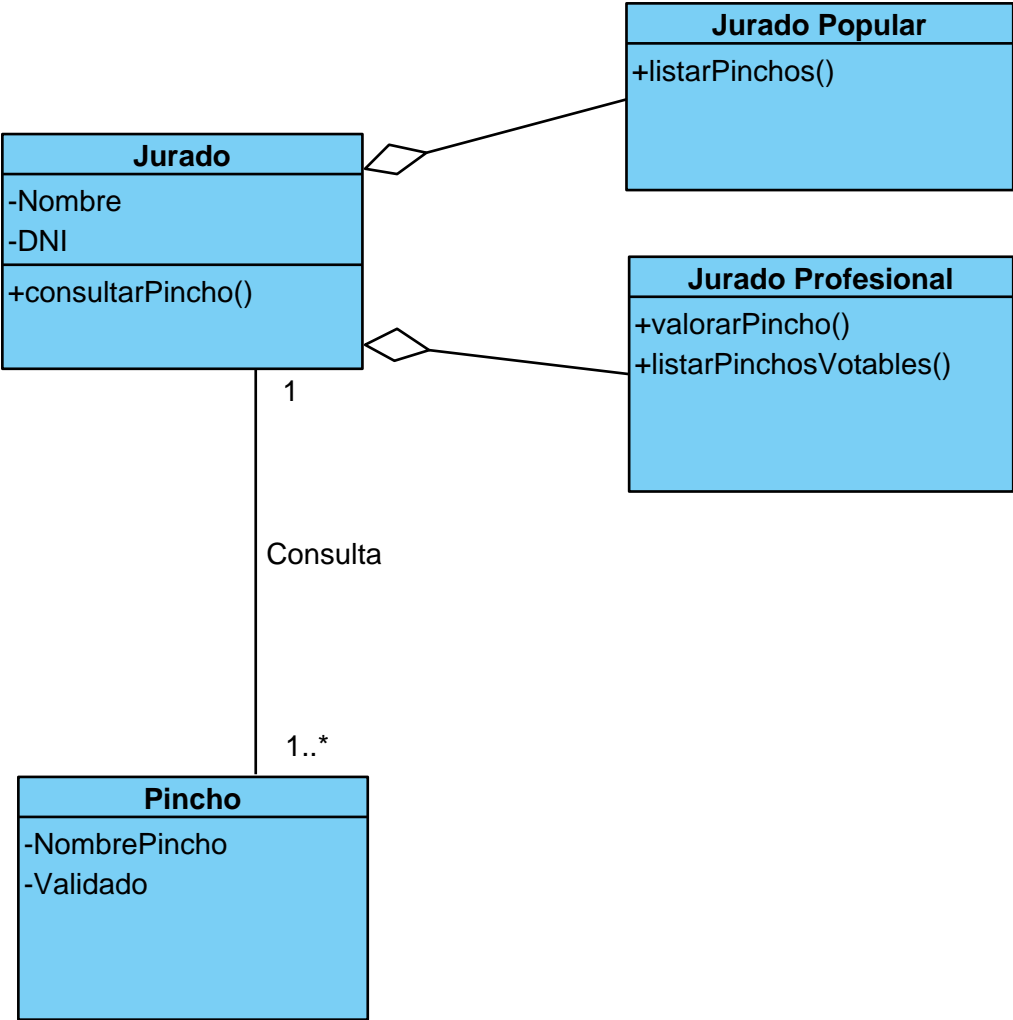 Jurado Popular
+listarPinchos()
Jurado
-Nombre
-DNI
+consultarPincho()
Jurado Profesional
+valorarPincho()
+listarPinchosVotables()
1
Consulta
1..*
Pincho
-NombrePincho
-Validado